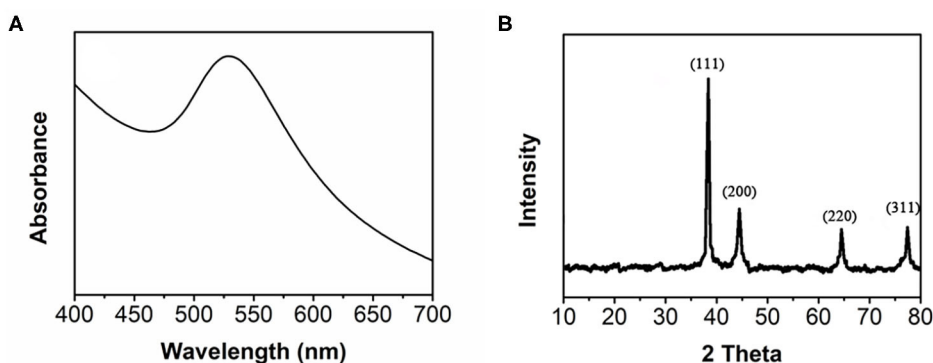 A
Absorbance
400 450 500 550 600 650 700
Wavelength (nm)
B
Intensity
(111)
(200)
(220)
(311)
10 20 30 40 50 60 70 80
2 Theta